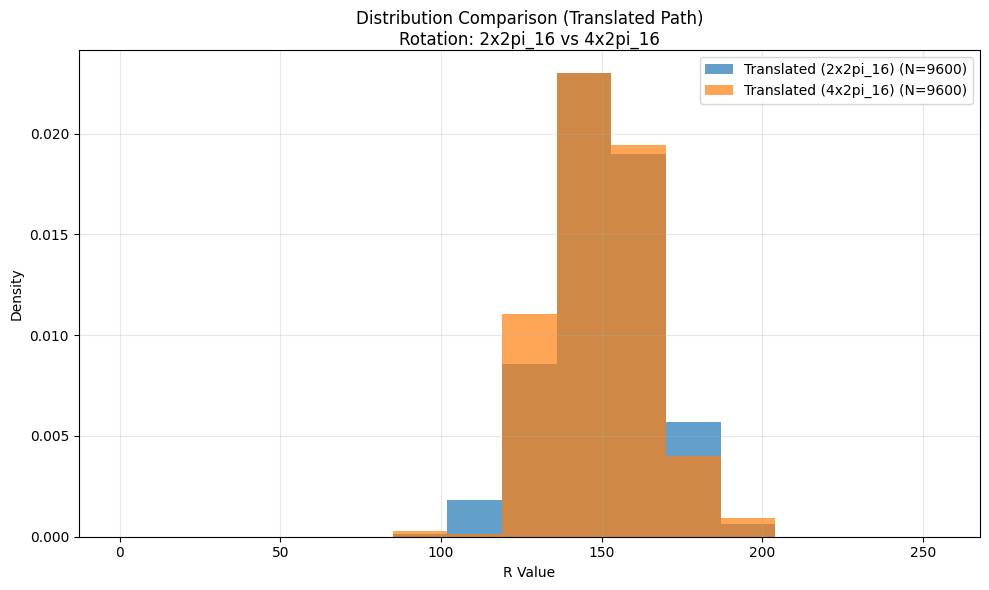 Distribution Comparison (Translated Path)
Rotation: 2x2pi_16 vs 4x2pi_16
Translated (2x2pi_16) (N=9600)
Translated (4x2pi_16) (N=9600)
Density
0.020
0.015
0.010
0.005
0.000
0 50 100 150 200 250
R Value